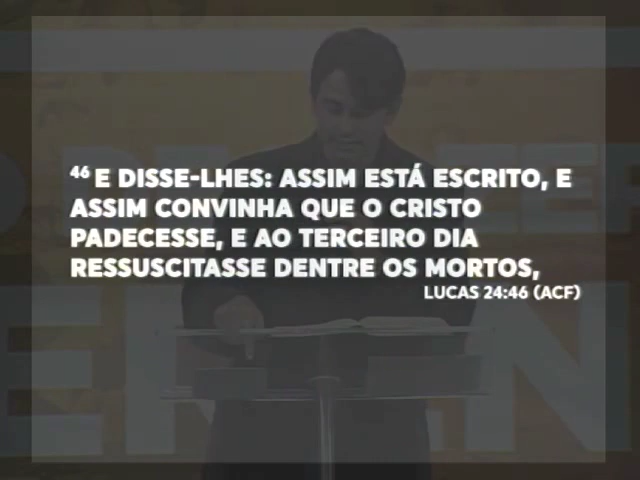 46 E DISSE-LHES: ASSIM ESTÁ ESCRITO, E
ASSIM CONVINHA QUE O CRISTO
PADECESSE, E AO TERCEIRO DIA
RESSUSCITASSE DENTRE OS MORTOS,
LUCAS 24:46 (ACF)